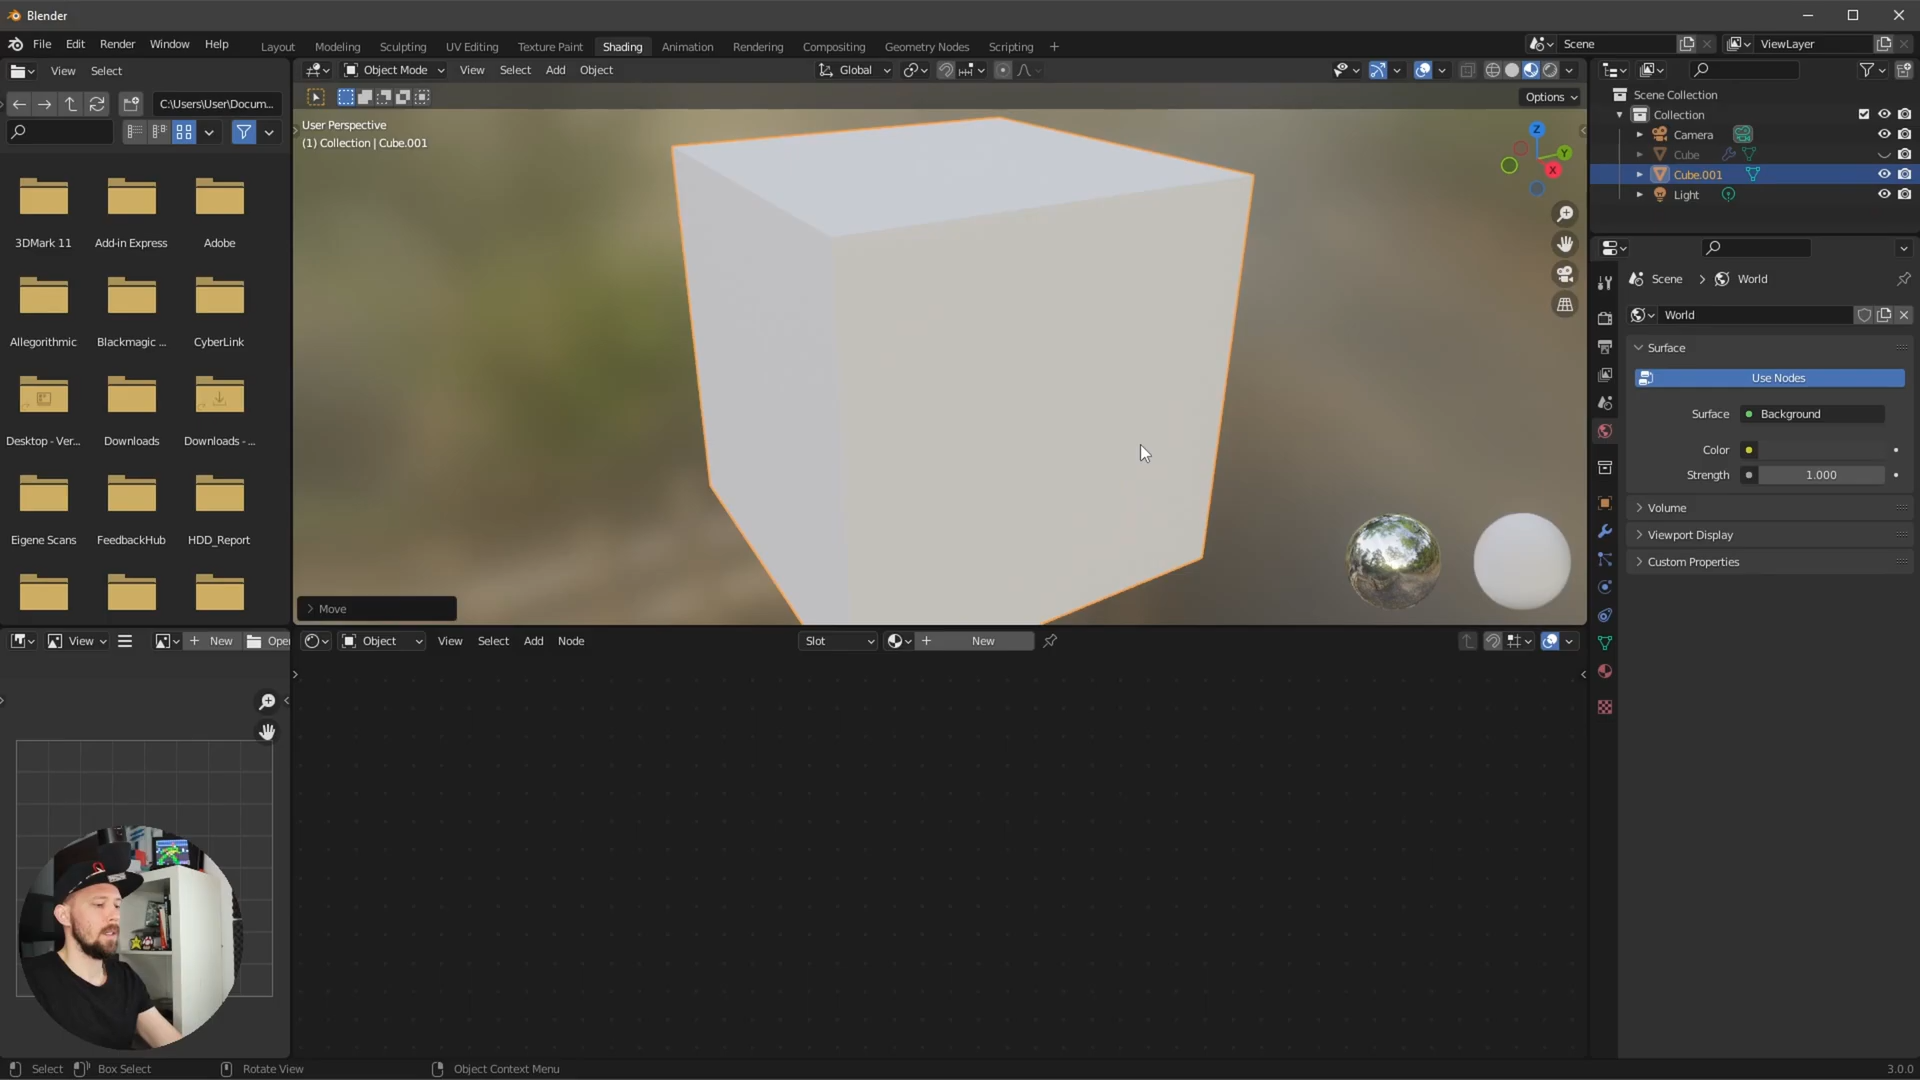 Blender
File Edit Render Window Help
Layout Modeling Sculpting UV Editing Texture Paint Shading Animation Rendering Compositing Geometry Nodes Scripting
Scene
ViewLayer
View Select
Object Mode View Select Add Object
Global
C:\Users\User\Docum...
Options
User Perspective
(1) Collection | Cube.001
Z
Y
X
3DMark 11 Add-in Express Adobe
Allegorithmic Blackmagic ... CyberLink
Desktop - Ver... Downloads Downloads - ...
Eigene Scans FeedbackHub HDD_Report
Move
Scene Collection
Collection
Camera
Cube
Cube.001
Light
Scene > World
World
Surface
Use Nodes
Surface Background
Color
Strength 1.000
Volume
Viewport Display
Custom Properties
View New Ope
Object View Select Add Node
Slot
New
Select Box Select Rotate View Object Context Menu
3.0.0